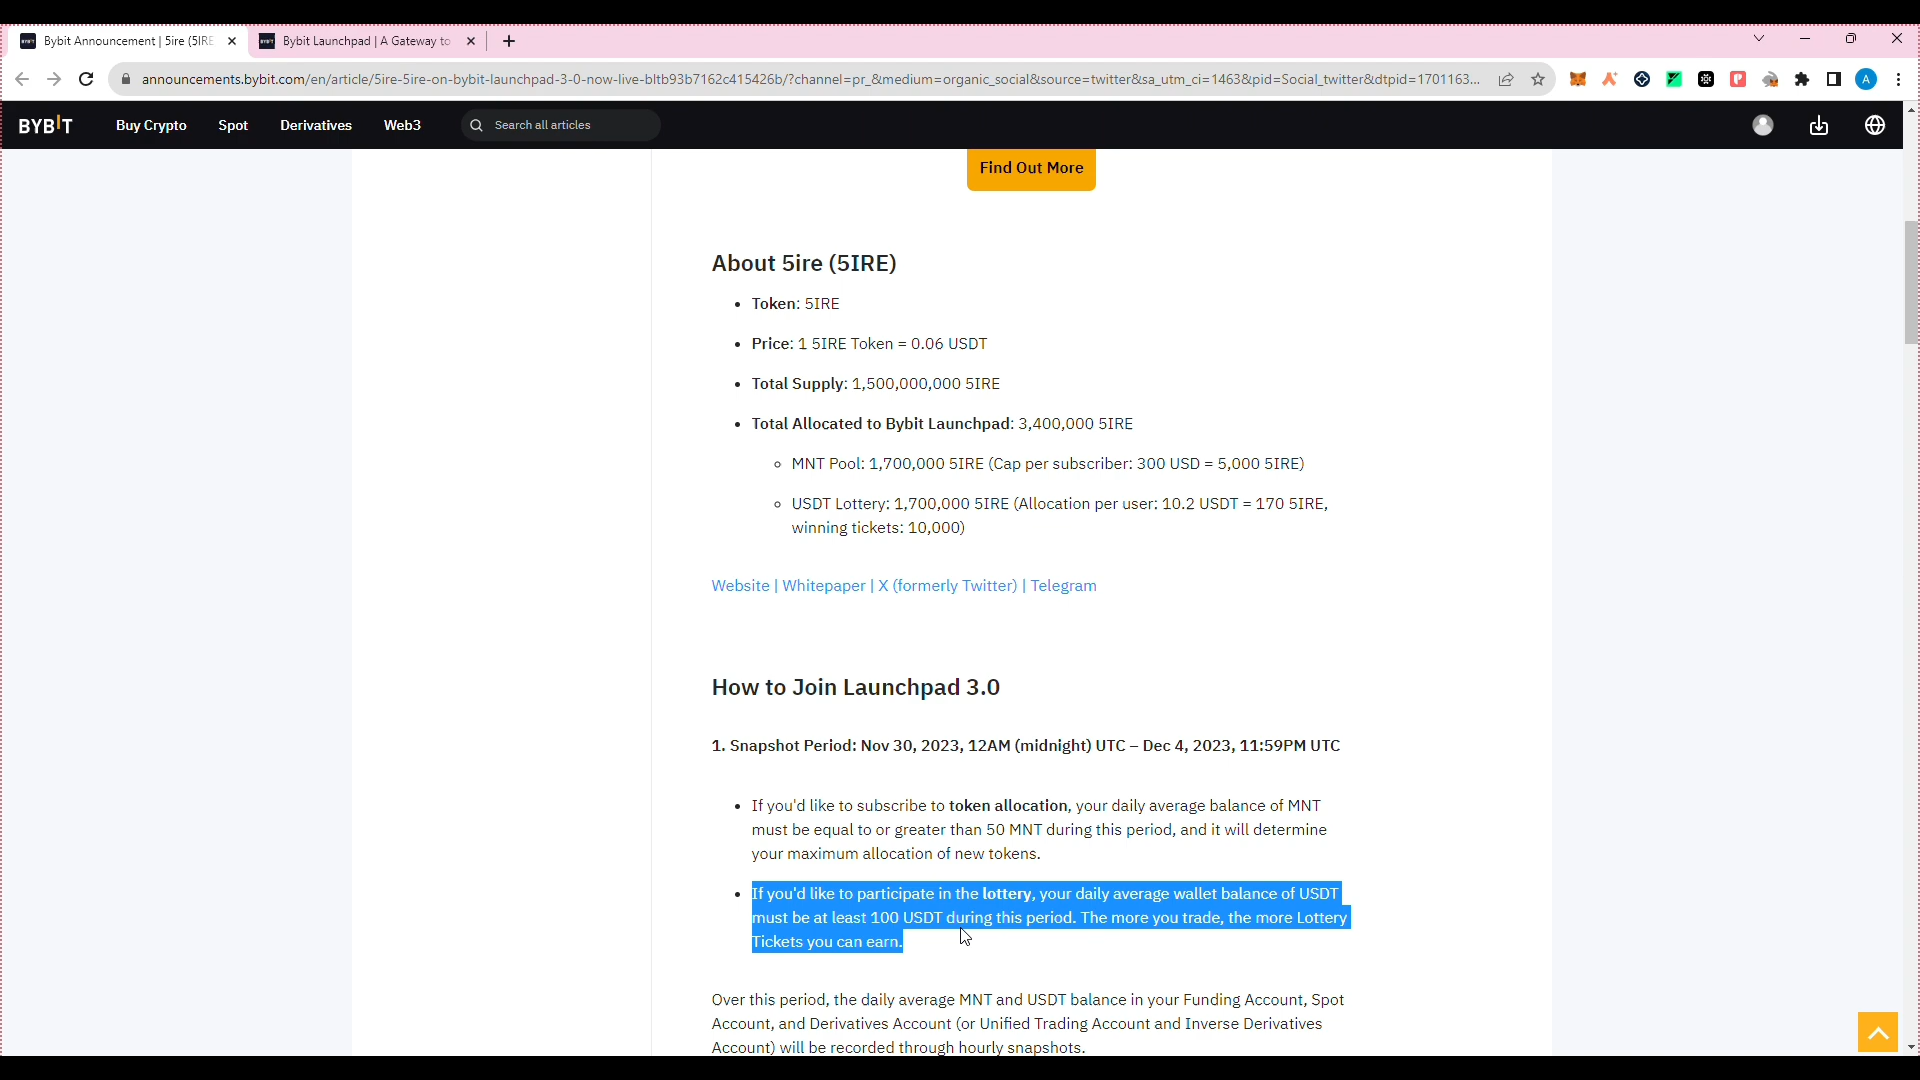 Bybit Announcement | 5ire (5IRE
Bybit Launchpad | A Gateway to
announcements.bybit.com/en/article/5ire-5ire-on-bybit-launchpad-3-0-now-live-bltb93b7162c415426b/?channel=pr_&medium=organic_social&source=twitter&sa_utm_ci=1463&pid=Social_twitter&dtpid=1701163...
A
BYBIT
Buy Crypto
Spot
Derivatives
Web3
Search all articles
Find Out More
About 5ire (5IRE)
• Token: 5IRE
• Price: 1 5IRE Token = 0.06 USDT
• Total Supply: 1,500,000,000 5IRE
• Total Allocated to Bybit Launchpad: 3,400,000 5IRE
◦ MNT Pool: 1,700,000 5IRE (Cap per subscriber: 300 USD = 5,000 5IRE)
◦ USDT Lottery: 1,700,000 5IRE (Allocation per user: 10.2 USDT = 170 5IRE,
winning tickets: 10,000)
Website | Whitepaper | X (formerly Twitter) | Telegram
How to Join Launchpad 3.0
1. Snapshot Period: Nov 30, 2023, 12AM (midnight) UTC – Dec 4, 2023, 11:59PM UTC
• If you'd like to subscribe to token allocation, your daily average balance of MNT
must be equal to or greater than 50 MNT during this period, and it will determine
your maximum allocation of new tokens.
• If you'd like to participate in the lottery, your daily average wallet balance of USDT
must be at least 100 USDT during this period. The more you trade, the more Lottery
Tickets you can earn.
Over this period, the daily average MNT and USDT balance in your Funding Account, Spot
Account, and Derivatives Account (or Unified Trading Account and Inverse Derivatives
Account) will be recorded through hourly snapshots.